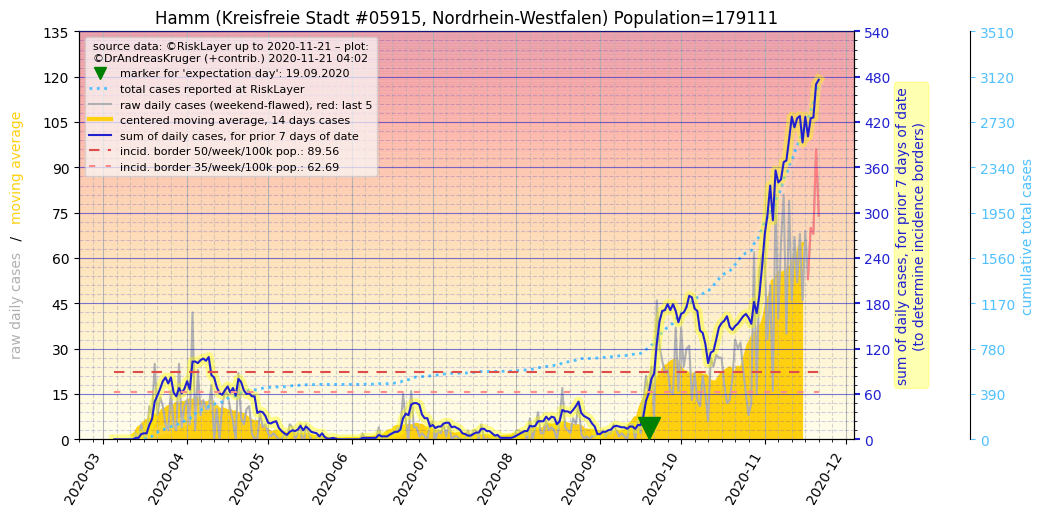 Hamm (Kreisfreie Stadt #05915, Nordrhein-Westfalen) Population=179111
source data: ©RiskLayer up to 2020-11-21 – plot:
©DrAndreasKruger (+contrib.) 2020-11-21 04:02
marker for 'expectation day': 19.09.2020
total cases reported at RiskLayer
raw daily cases (weekend-flawed), red: last 5
centered moving average, 14 days cases
sum of daily cases, for prior 7 days of date
incid. border 50/week/100k pop.: 89.56
incid. border 35/week/100k pop.: 62.69
raw daily cases / moving average
135
120
105
90
75
60
45
30
15
0
2020-03
2020-04
2020-05
2020-06
2020-07
2020-08
2020-09
2020-10
2020-11
2020-12
540
480
420
360
300
240
180
120
60
0
sum of daily cases, for prior 7 days of date
(to determine incidence borders)
3510
3120
2730
2340
1950
1560
1170
780
390
0
cumulative total cases